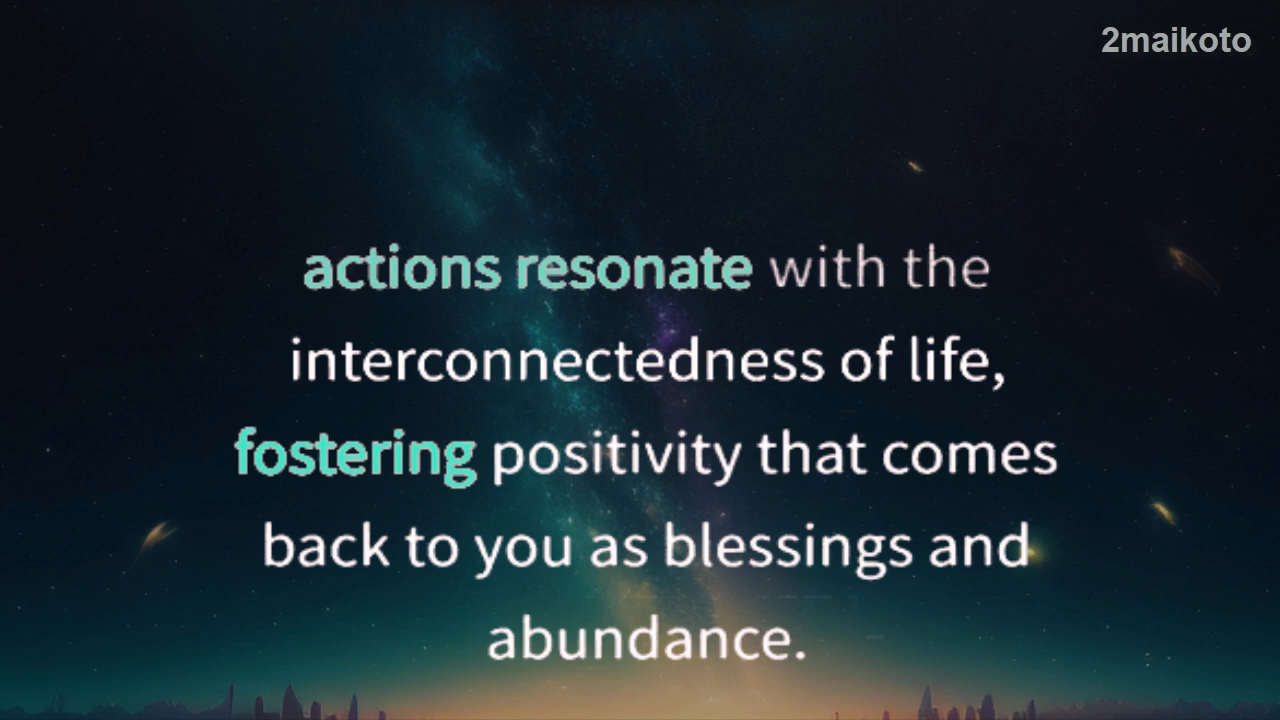 2maikoto
actions resonate with the
interconnectedness of life,
fostering positivity that comes
back to you as blessings and
abundance.